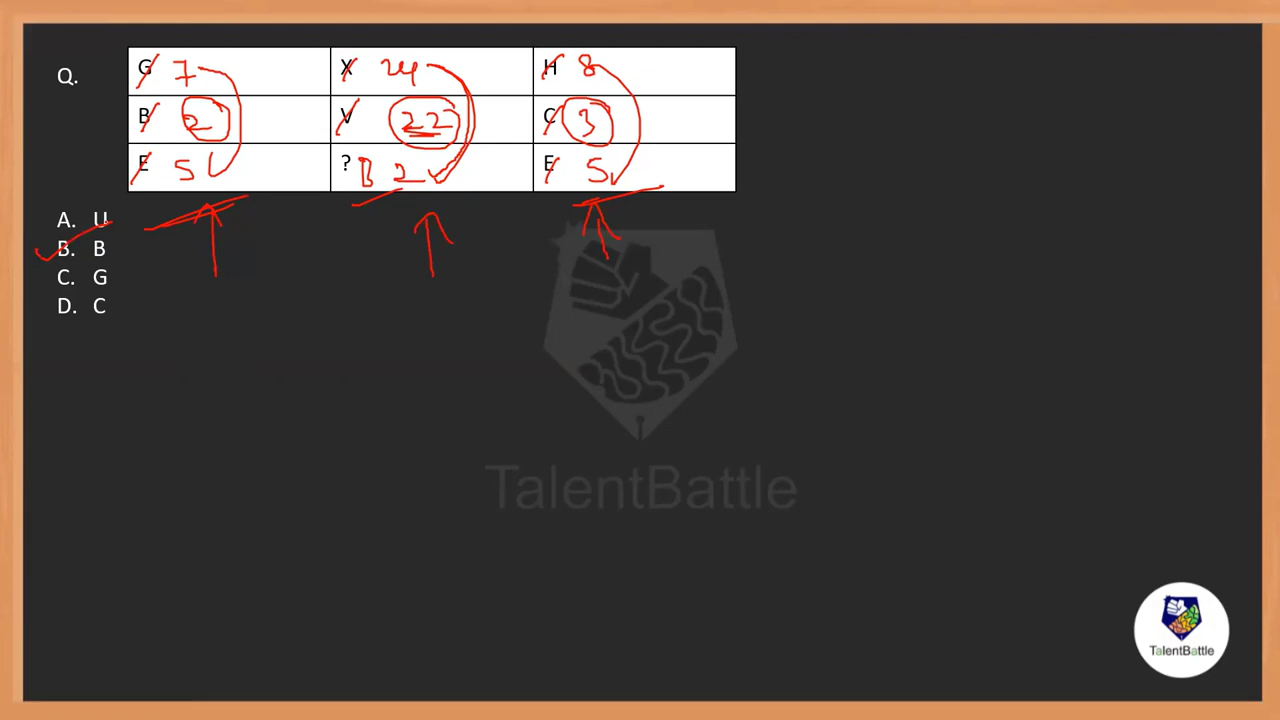 Q.
G 7 X 24 H 8
B 2 V 22 C 3
E 5 ? B 2 E 5
A. U
B. B
C. G
D. C
TalentBattle
TalentBattle